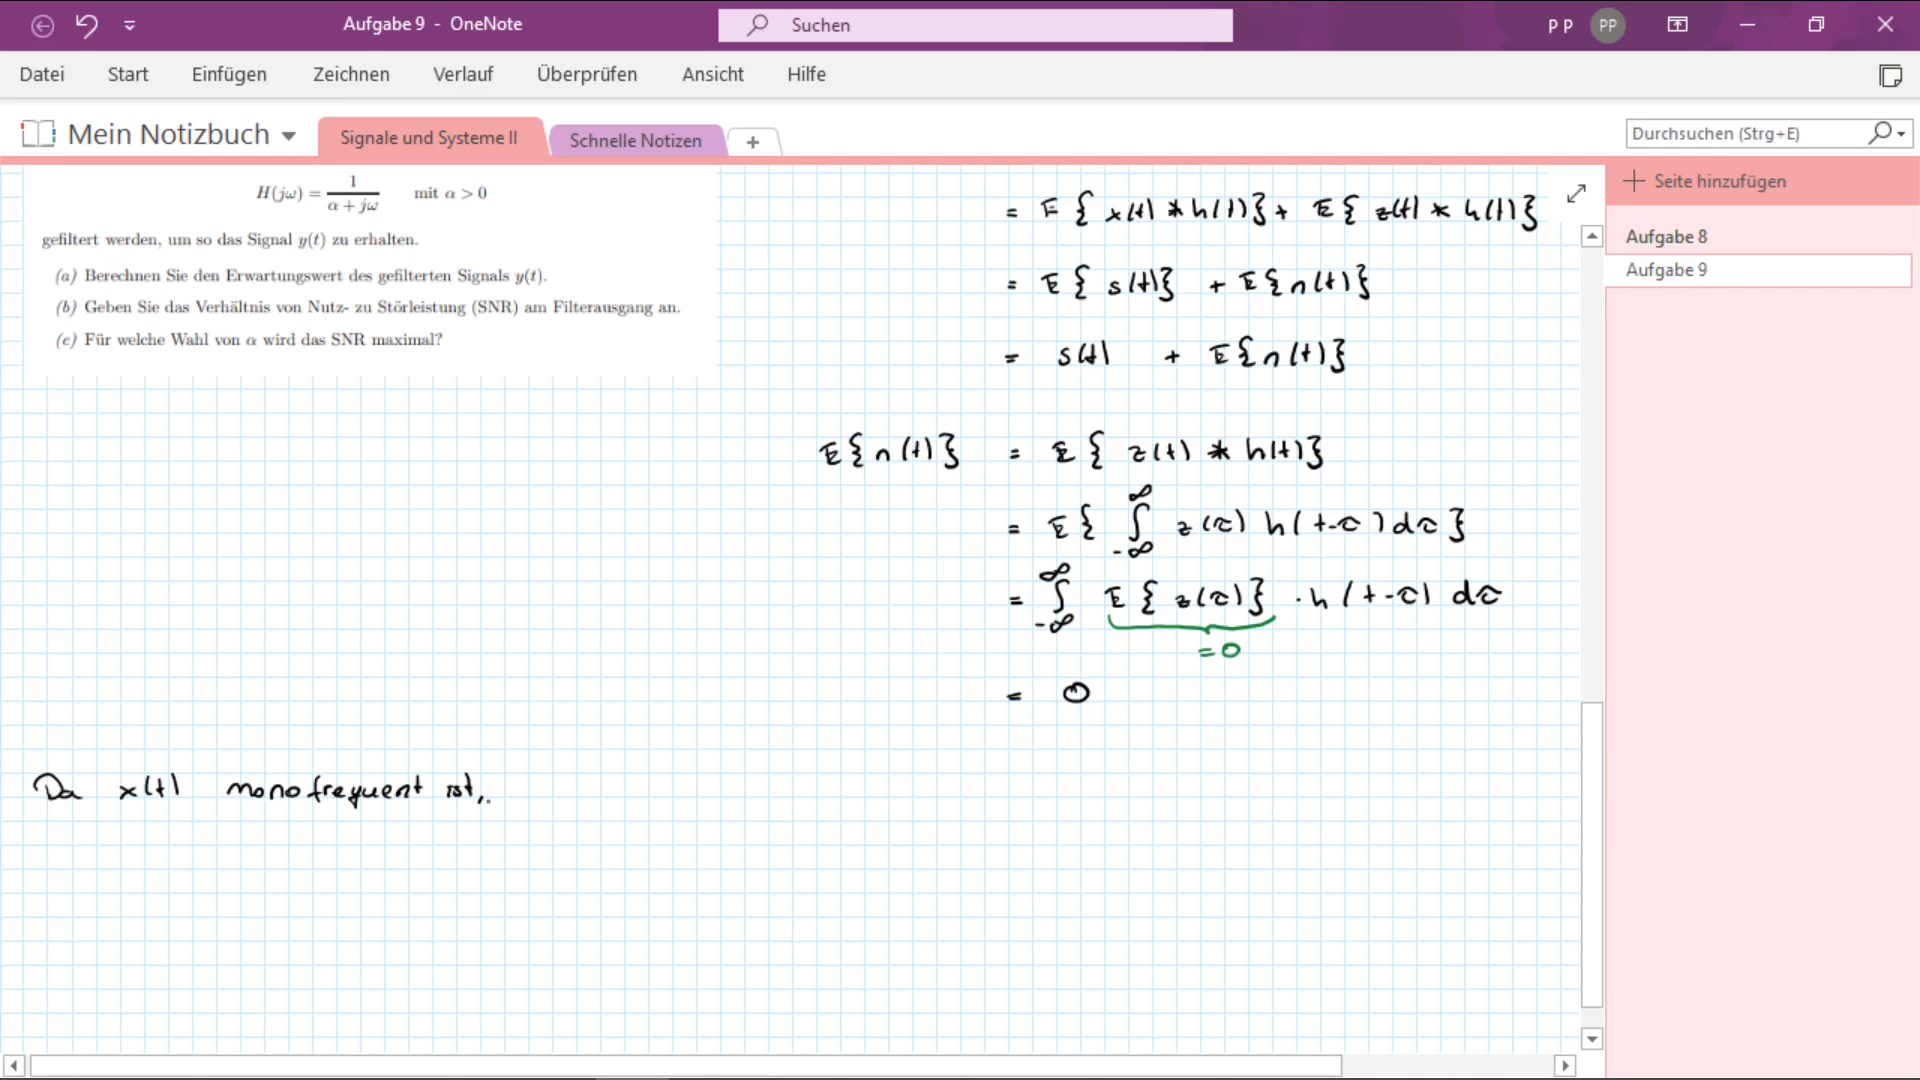 Aufgabe 9 - OneNote
Suchen
P P
PP
Datei Start Einfügen Zeichnen Verlauf Überprüfen Ansicht Hilfe
Mein Notizbuch
Signale und Systeme II
Schnelle Notizen
+
Durchsuchen (Strg+E)
Seite hinzufügen
Aufgabe 8
Aufgabe 9
H(jω) = 1/(α + jω) mit α > 0
gefiltert werden, um so das Signal y(t) zu erhalten.
(a) Berechnen Sie den Erwartungswert des gefilterten Signals y(t).
(b) Geben Sie das Verhältnis von Nutz- zu Störleistung (SNR) am Filterausgang an.
(c) Für welche Wahl von α wird das SNR maximal?
= E{ x(t) * h(t)} + E{ z(t) * h(t)}
= E{ s(t)} + E{n(t)}
= s(t) + E{n(t)}
E{n(t)} = E{ z(t) * h(t)}
= E{ ∫_{-∞}^{∞} z(τ) h(t-τ) dτ }
= ∫_{-∞}^{∞} E{ z(τ)} · h(t-τ) dτ
= 0
= 0
Da x(t) monofrequent ist,